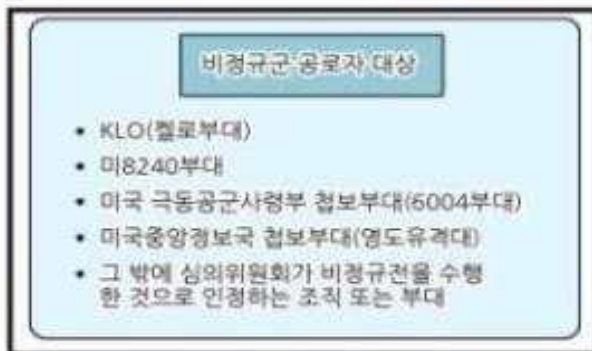 비정규군 공로자 대상
• KLO(켈로부대)
• 미8240부대
• 미국 극동공군사령부 첩보부대(6004부대)
• 미국중앙정보국 첩보부대(영도유격대)
• 그 밖에 심의위원회가 비정규전을 수행
한 것으로 인정하는 조직 또는 부대